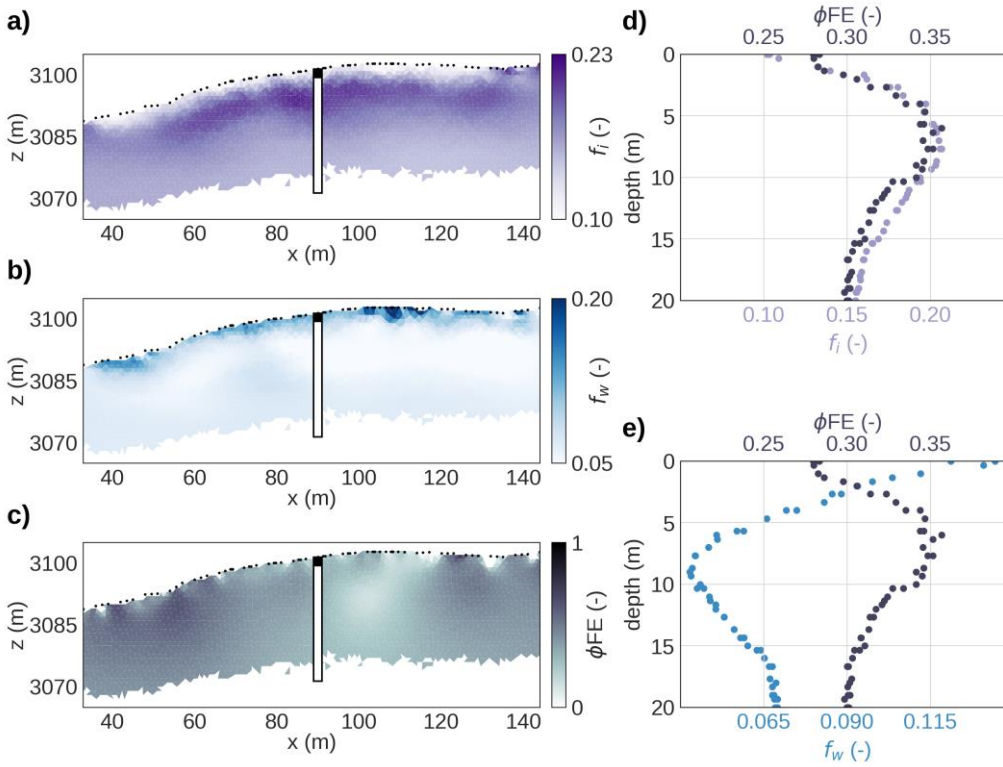 a)
3100
3085
3070
z (m)
40 60 80 100 120 140
x (m)
0.23
0.10
f_i (-)
b)
3100
3085
3070
z (m)
40 60 80 100 120 140
x (m)
0.20
0.05
f_w (-)
c)
3100
3085
3070
z (m)
40 60 80 100 120 140
x (m)
1
0
ϕFE (-)
d)
ϕFE (-)
0.25 0.30 0.35
0
5
10
15
20
depth (m)
0.10 0.15 0.20
f_i (-)
e)
ϕFE (-)
0.25 0.30 0.35
0
5
10
15
20
depth (m)
0.065 0.090 0.115
f_w (-)